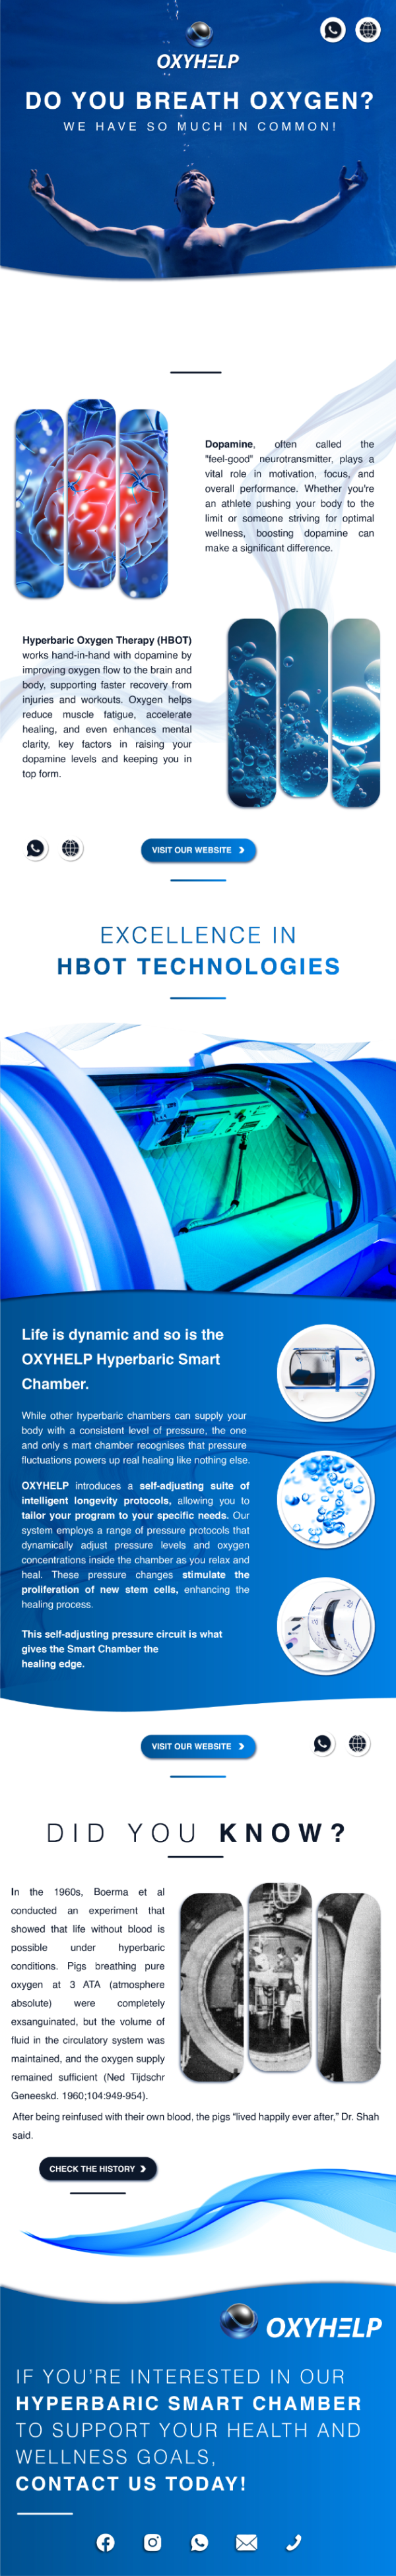 OXYHELP
DO YOU BREATH OXYGEN?
WE HAVE SO MUCH IN COMMON!
Dopamine, often called the
"feel-good" neurotransmitter, plays a
vital role in motivation, focus, and
overall performance. Whether you're
an athlete pushing your body to the
limit or someone striving for optimal
wellness, boosting dopamine can
make a significant difference.
Hyperbaric Oxygen Therapy (HBOT)
works hand-in-hand with dopamine by
improving oxygen flow to the brain and
body, supporting faster recovery from
injuries and workouts. Oxygen helps
reduce muscle fatigue, accelerate
healing, and even enhances mental
clarity, key factors in raising your
dopamine levels and keeping you in
top form.
VISIT OUR WEBSITE
EXCELLENCE IN
HBOT TECHNOLOGIES
Life is dynamic and so is the
OXYHELP Hyperbaric Smart
Chamber.
While other hyperbaric chambers can supply your
body with a consistent level of pressure, the one
and only s mart chamber recognises that pressure
fluctuations powers up real healing like nothing else.
OXYHELP introduces a self-adjusting suite of
intelligent longevity protocols, allowing you to
tailor your program to your specific needs. Our
system employs a range of pressure protocols that
dynamically adjust pressure levels and oxygen
concentrations inside the chamber as you relax and
heal. These pressure changes stimulate the
proliferation of new stem cells, enhancing the
healing process.
This self-adjusting pressure circuit is what
gives the Smart Chamber the
healing edge.
VISIT OUR WEBSITE
DID YOU KNOW?
In the 1960s, Boerma et al
conducted an experiment that
showed that life without blood is
possible under hyperbaric
conditions. Pigs breathing pure
oxygen at 3 ATA (atmosphere
absolute) were completely
exsanguinated, but the volume of
fluid in the circulatory system was
maintained, and the oxygen supply
remained sufficient (Ned Tijdschr
Geneeskd. 1960;104:949-954).
After being reinfused with their own blood, the pigs "lived happily ever after," Dr. Shah
said.
CHECK THE HISTORY
OXYHELP
IF YOU'RE INTERESTED IN OUR
HYPERBARIC SMART CHAMBER
TO SUPPORT YOUR HEALTH AND
WELLNESS GOALS,
CONTACT US TODAY!